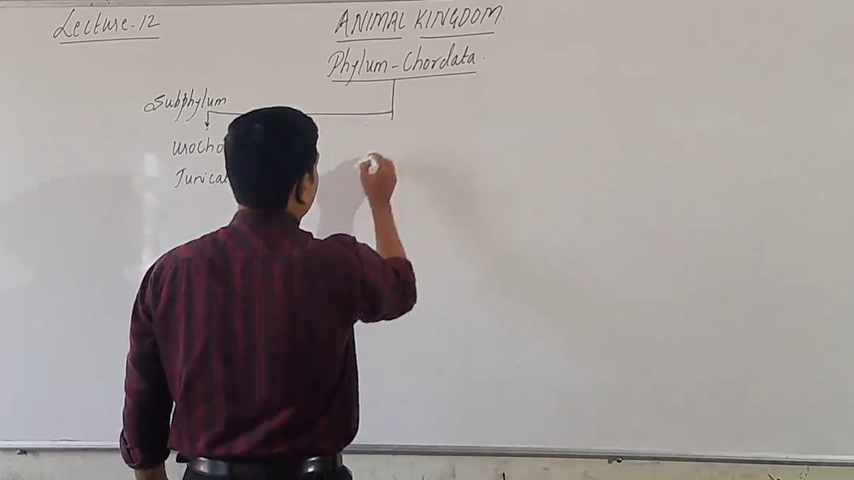 Lecture-12
ANIMAL KINGDOM.
Phylum-Chordata.
Subphylum